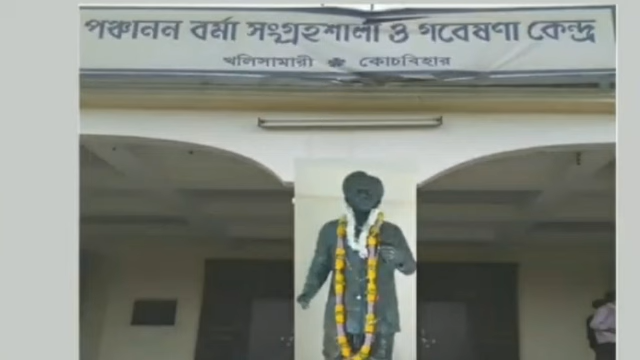 পঞ্চানন বর্মা সংগ্রহশালা ও গবেষণা কেন্দ্র
খলিসামারী ✽ কোচবিহার